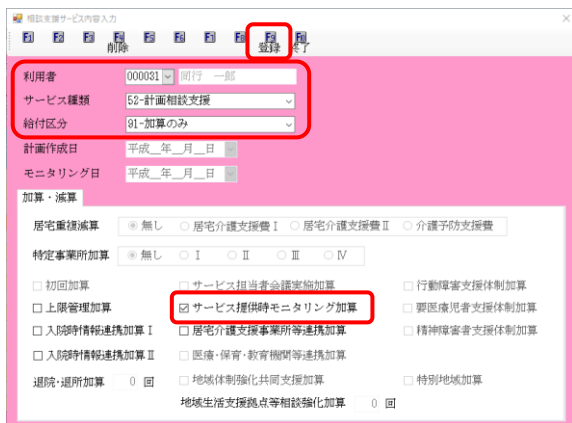 相談支援サービス内容入力
F1 F2 F3 F4 F5 F6 F7 F8 F9 F10
削除 登録 終了
利用者 000031 同行 一郎
サービス種類 52-計画相談支援
給付区分 91-加算のみ
計画作成日 平成__年__月__日
モニタリング日 平成__年__月__日
加算・減算
居宅重複減算 無し 居宅介護支援費Ⅰ 居宅介護支援費Ⅱ 介護予防支援費
特定事業所加算 無し Ⅰ Ⅱ Ⅲ Ⅳ
初回加算 サービス担当者会議実施加算 行動障害支援体制加算
上限管理加算 サービス提供時モニタリング加算 要医療児者支援体制加算
入院時情報連携加算Ⅰ 居宅介護支援事業所等連携加算 精神障害者支援体制加算
入院時情報連携加算Ⅱ 医療・保育・教育機関等連携加算
退院・退所加算 0 回 地域体制強化共同支援加算 特別地域加算
地域生活支援拠点等相談強化加算 0 回